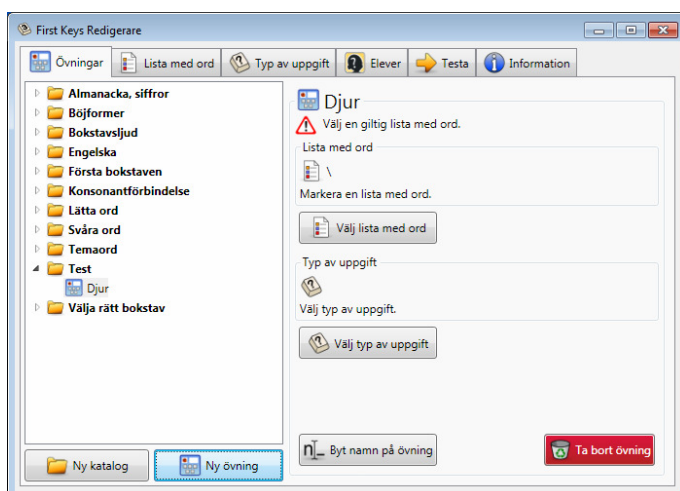 First Keys Redigerare
Övningar Lista med ord Typ av uppgift Elever Testa Information
Almanacka, siffror
Böjformer
Bokstavsljud
Engelska
Första bokstaven
Konsonantförbindelse
Lätta ord
Svåra ord
Temaord
Test
Djur
Välja rätt bokstav
Ny katalog Ny övning
Djur
Välj en giltig lista med ord.
Lista med ord
\
Markera en lista med ord.
Välj lista med ord
Typ av uppgift
Välj typ av uppgift.
Välj typ av uppgift
Byt namn på övning Ta bort övning